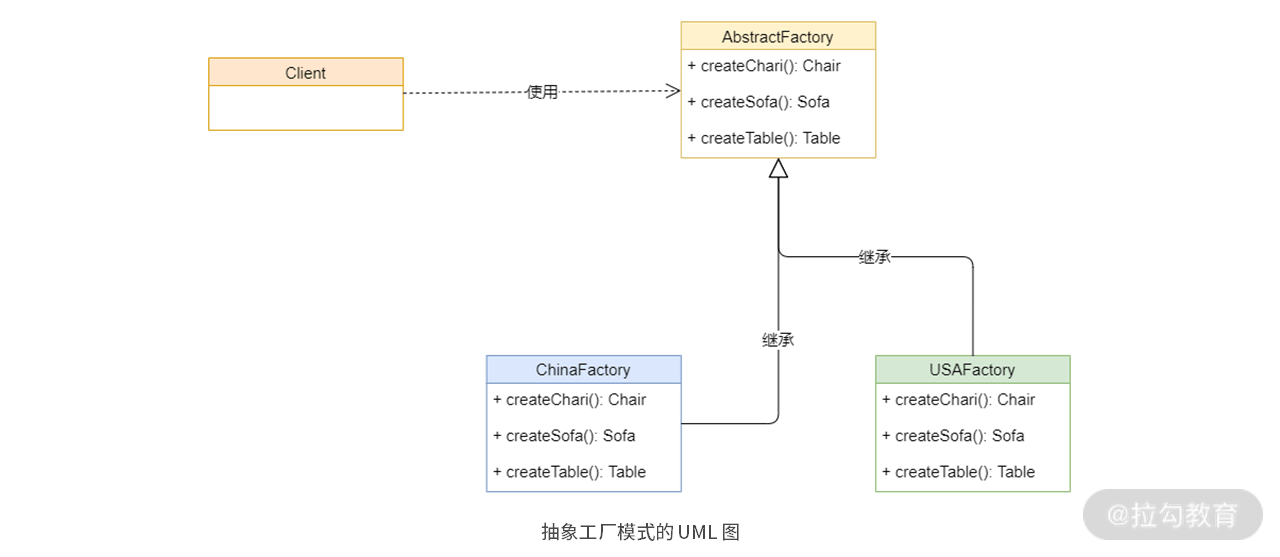 AbstractFactory
+ createChari(): Chair
+ createSofa(): Sofa
+ createTable(): Table
Client
使用
继承
继承
ChinaFactory
+ createChari(): Chair
+ createSofa(): Sofa
+ createTable(): Table
USAFactory
+ createChari(): Chair
+ createSofa(): Sofa
+ createTable(): Table
@拉勾教育
抽象工厂模式的 UML 图